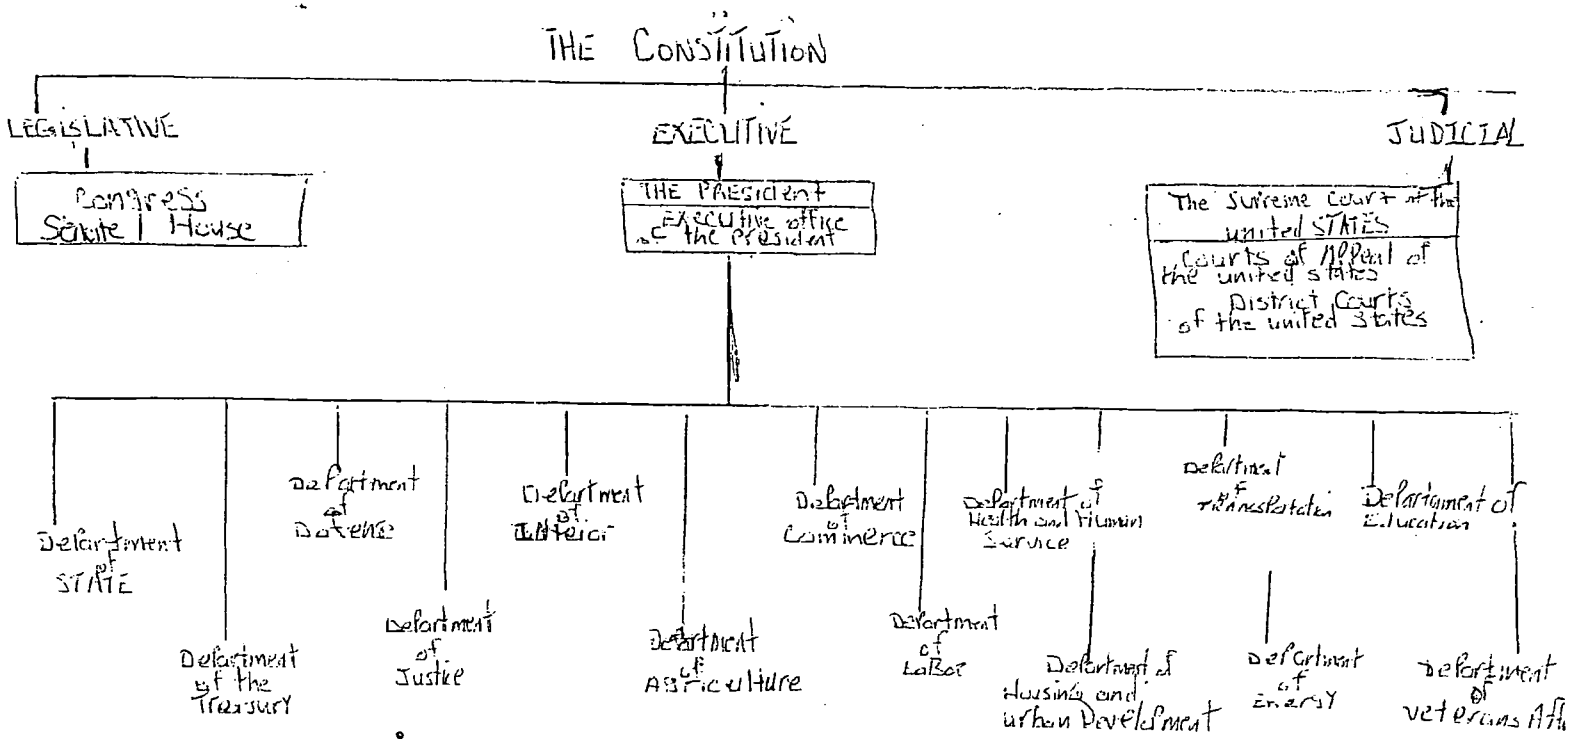 THE CONSTITUTION
LEGISLATIVE
EXECUTIVE
JUDICIAL
Congress
Senate | House
THE PRESIDENT
EXECUTIVE office
of the President
The Supreme Court of the
united STATES
Courts of Appeal of
the united states
District Courts
of the united states
Department
of
STATE
Department
of the
Treasury
Department
of
Defense
Department
of
Justice
Department
of
Interior
Department
of
Agriculture
Department
of
Commerce
Department
of
Labor
Department of
Health and Human
Service
Department of
Housing and
urban Development
Department
of
Transportation
Department
of
Energy
Department of
Education
Department
of
veterans Affa